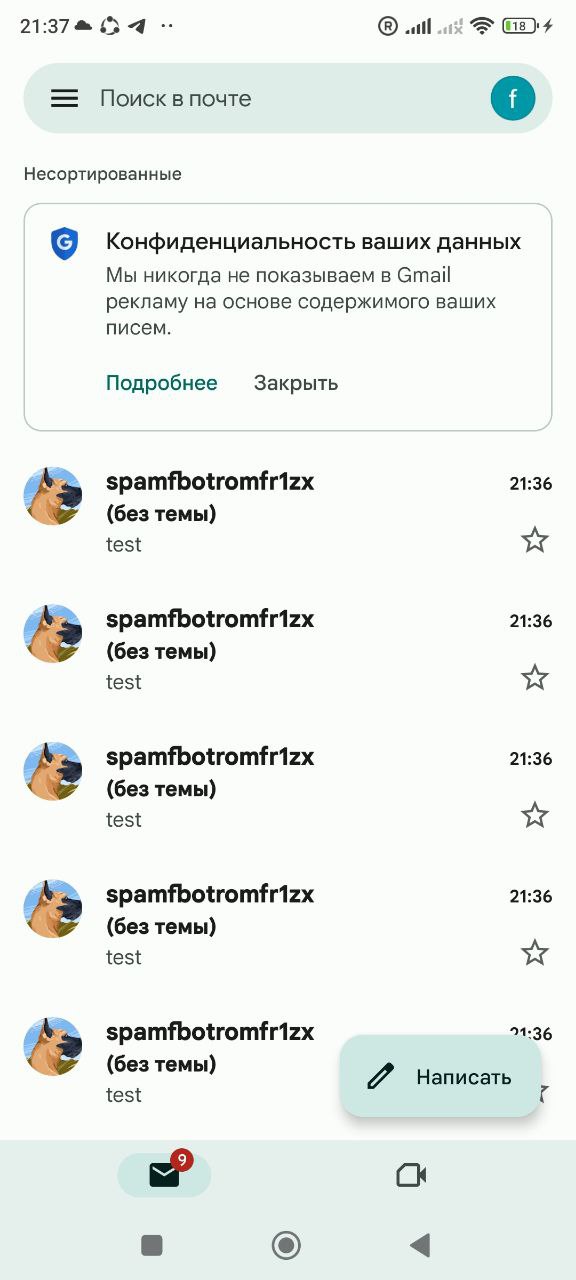 21:37
R
18
Поиск в почте
f
Несортированные
G
Конфиденциальность ваших данных
Мы никогда не показываем в Gmail
рекламу на основе содержимого ваших
писем.
Подробнее Закрыть
spamfbotromfr1zx 21:36
(без темы)
test
spamfbotromfr1zx 21:36
(без темы)
test
spamfbotromfr1zx 21:36
(без темы)
test
spamfbotromfr1zx 21:36
(без темы)
test
spamfbotromfr1zx 21:36
(без темы)
test
Написать
9